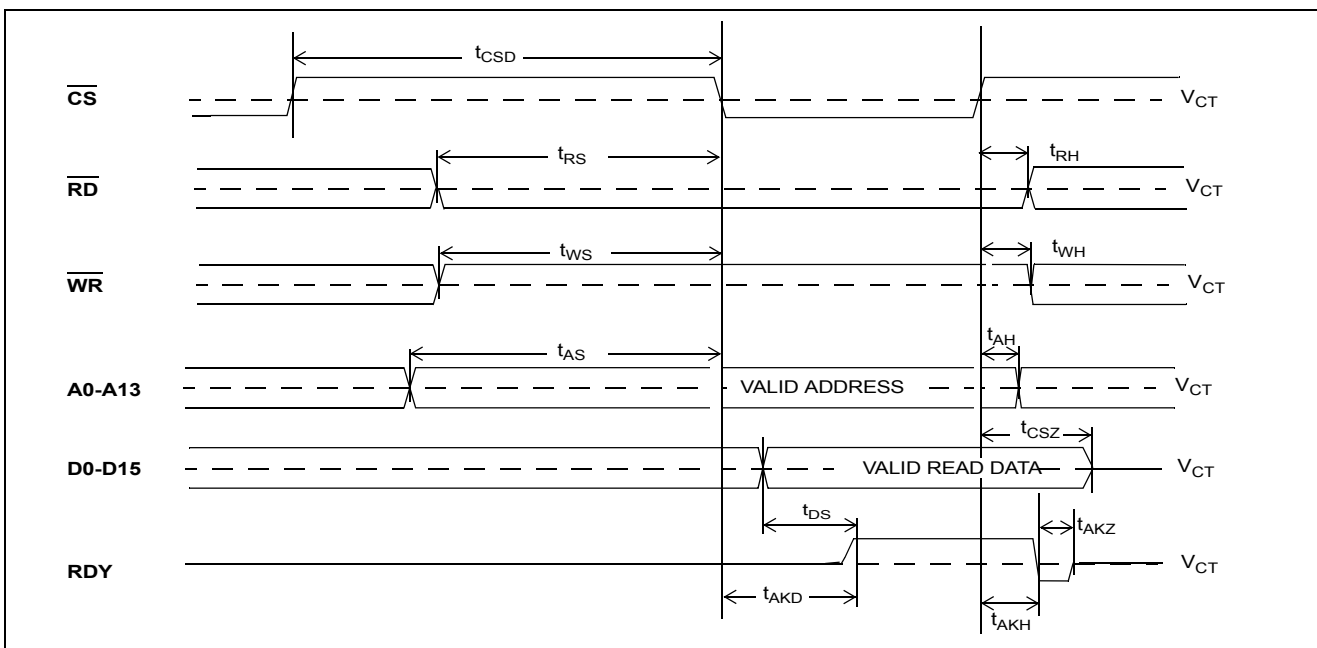 tCSD
CS
VCT
tRS
tRH
RD
VCT
tWS
tWH
WR
VCT
tAS
tAH
A0-A13
VALID ADDRESS
VCT
tCSZ
D0-D15
VALID READ DATA
VCT
tDS
tAKZ
RDY
VCT
tAKD
tAKH